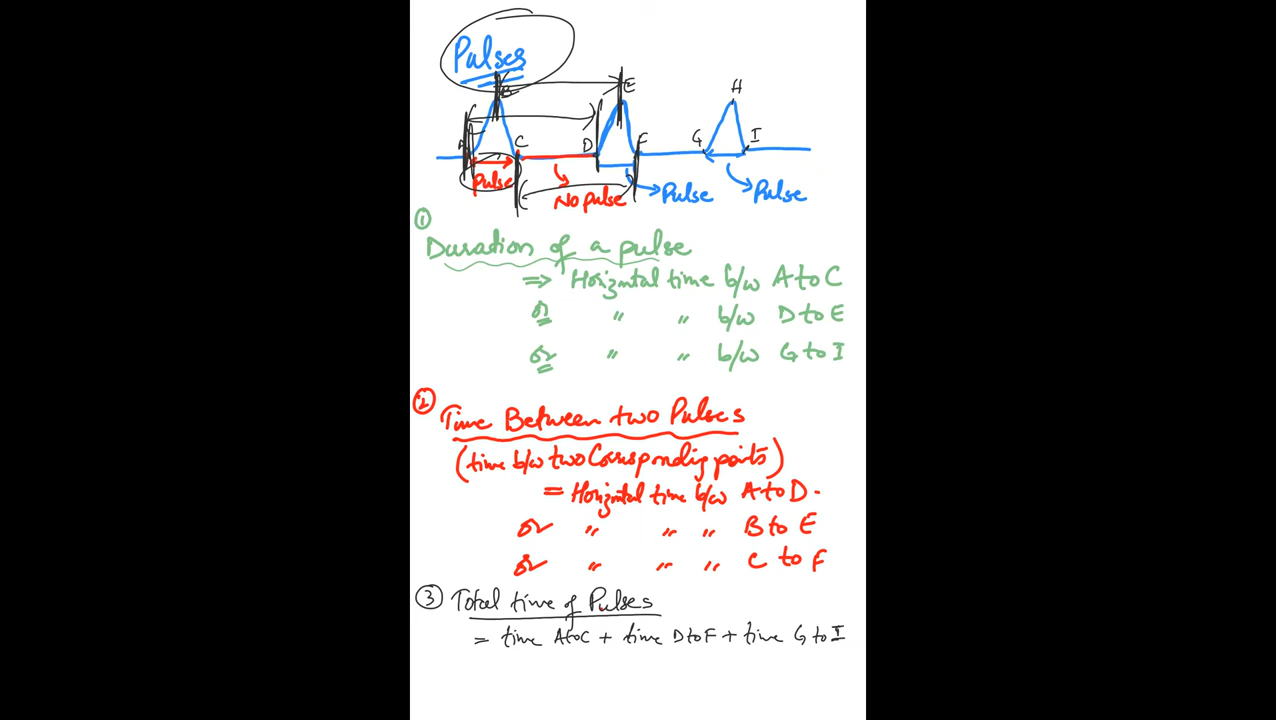 Pulses
B E H
A C D F G I
Pulse No pulse Pulse Pulse
① Duration of a pulse
⇒ Horizontal time b/w A to C
or " " b/w D to E
or " " b/w G to I
② Time Between two Pulses
(time b/w two Corresponding points)
= Horizontal time b/w A to D.
or " " " B to E
or " " " C to F
③ Total time of Pulses
= time A to C + time D to F + time G to I